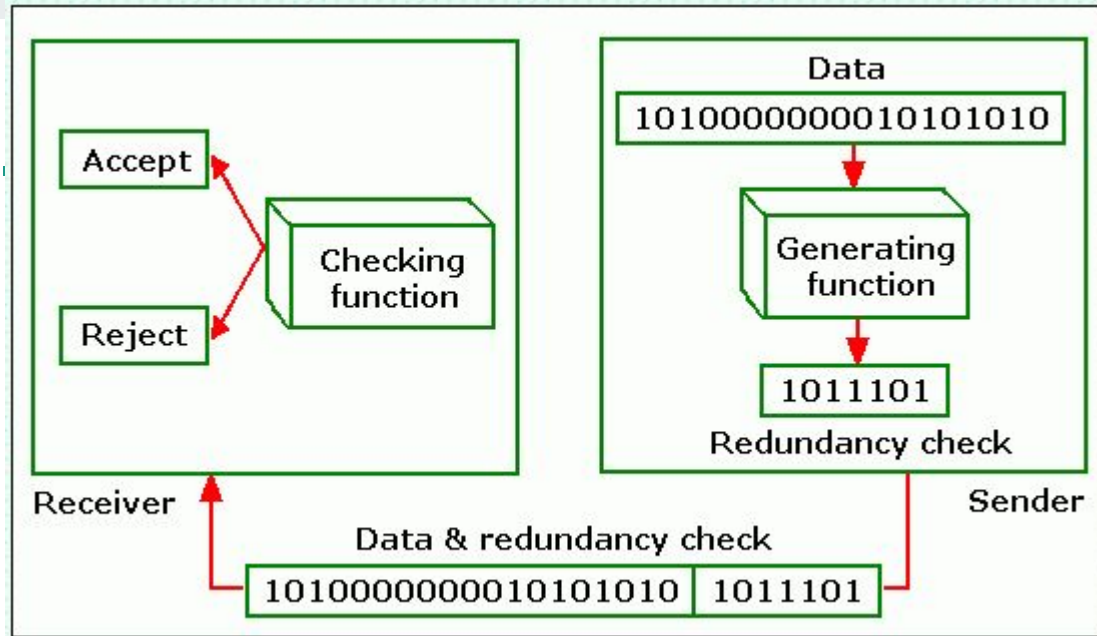 Data
1010000000010101010
Accept
Generating
function
Checking
function
Reject
1011101
Redundancy check
Receiver
Sender
Data & redundancy check
1010000000010101010 1011101